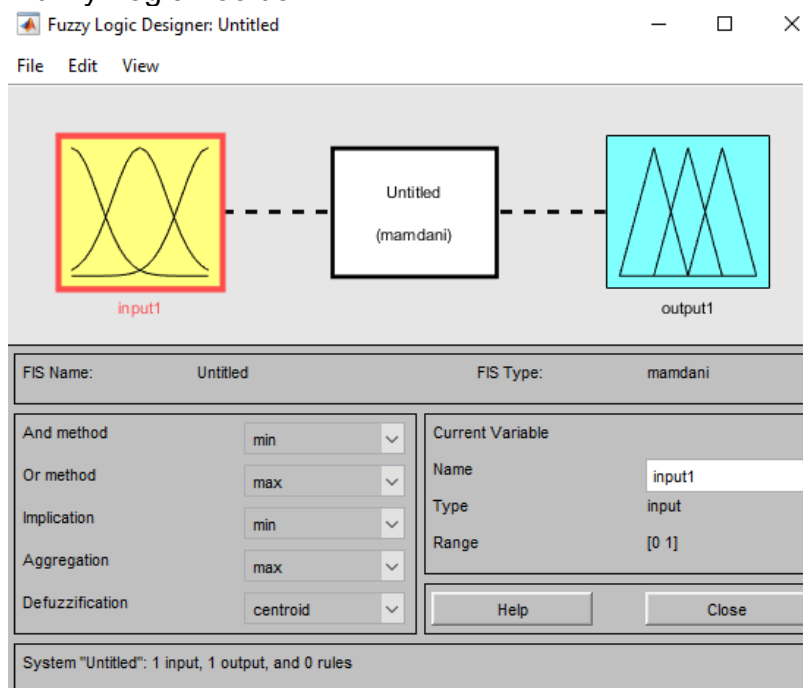 Fuzzy Logic Designer: Untitled
File Edit View
Untitled
(mamdani)
input1
output1
FIS Name: Untitled FIS Type: mamdani
And method min
Or method max
Implication min
Aggregation max
Defuzzification centroid
Current Variable
Name input1
Type input
Range [0 1]
Help Close
System "Untitled": 1 input, 1 output, and 0 rules